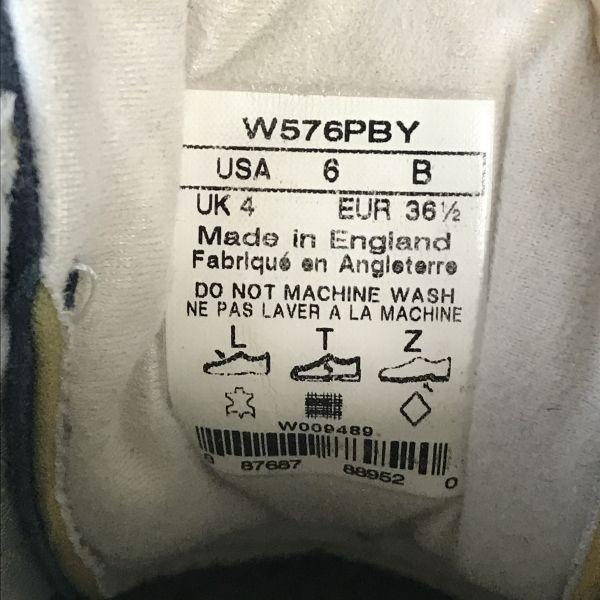 W576PBY
USA 6 B
UK 4 EUR 36½
Made in England
Fabriqué en Angleterre
DO NOT MACHINE WASH
NE PAS LAVER A LA MACHINE
L T Z
W009489
87687 88952 0